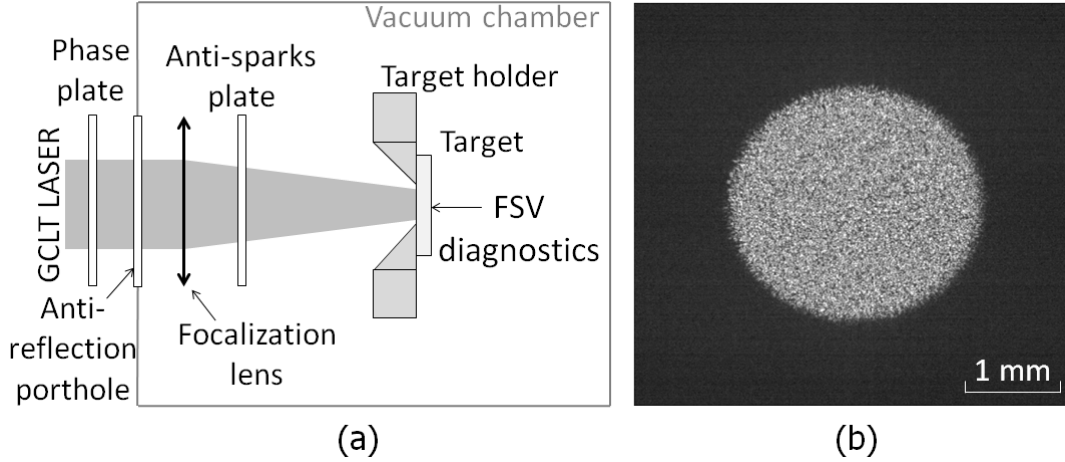 Vacuum chamber
Phase
plate
Anti-sparks
plate
Target holder
Target
GCLT LASER
FSV
diagnostics
Anti-
reflection
porthole
Focalization
lens
1 mm
(a)
(b)